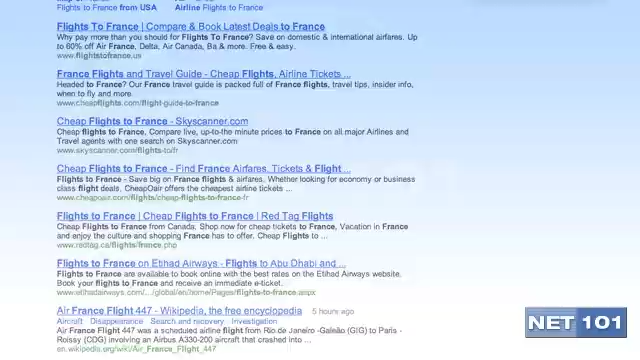 Flights to France from USA Airline Flights to France
Flights To France | Compare & Book Latest Deals to France
Why pay more than you should for Flights To France? Save on domestic & international airfares. Up
to 60% off Air France, Delta, Air Canada, Ba & more. Free & easy.
www.flightstofrance.us
France Flights and Travel Guide - Cheap Flights, Airline Tickets ...
Headed to France? Our France travel guide is packed full of France flights, travel tips, insider info,
when to fly and more.
www.cheapflights.com/flight-guide-to-france
Cheap Flights to France - Skyscanner.com
Cheap flights to France, Compare live, up-to-the minute prices to France on all major Airlines and
Travel agents with one search on Skyscanner.com
www.skyscanner.com/flights-to/fr
Cheap Flights to France - Find France Airfares, Tickets & Flight ...
Flights to France - Save big on France flights & airfares. Whether looking for economy or business
class flight deals, CheapOair offers the cheapest airline tickets ...
www.cheapoair.com/flights/cheap-flights-to-france-fr
Flights to France | Cheap Flights to France | Red Tag Flights
Cheap Flights to France from Canada. Shop now for cheap tickets to France, Vacation in France
and enjoy the culture and shopping France has to offer. Cheap Flights to ...
www.redtag.ca/flights/france.php
Flights to France on Etihad Airways - Flights to Abu Dhabi and ...
Flights to France are available to book online with the best rates on the Etihad Airways website.
Book your flights to France and receive an immediate e-ticket.
www.etihadairways.com/.../global/en/home/Pages/flights-to-france.aspx
Air France Flight 447 - Wikipedia, the free encyclopedia 5 hours ago
Aircraft Disappearance Search and recovery Investigation
Air France Flight 447 was a scheduled airline flight from Rio de Janeiro -Galeão (GIG) to Paris -
Roissy (CDG) involving an Airbus A330-200 aircraft that crashed into ...
en.wikipedia.org/wiki/Air_France_Flight_447
NET 101